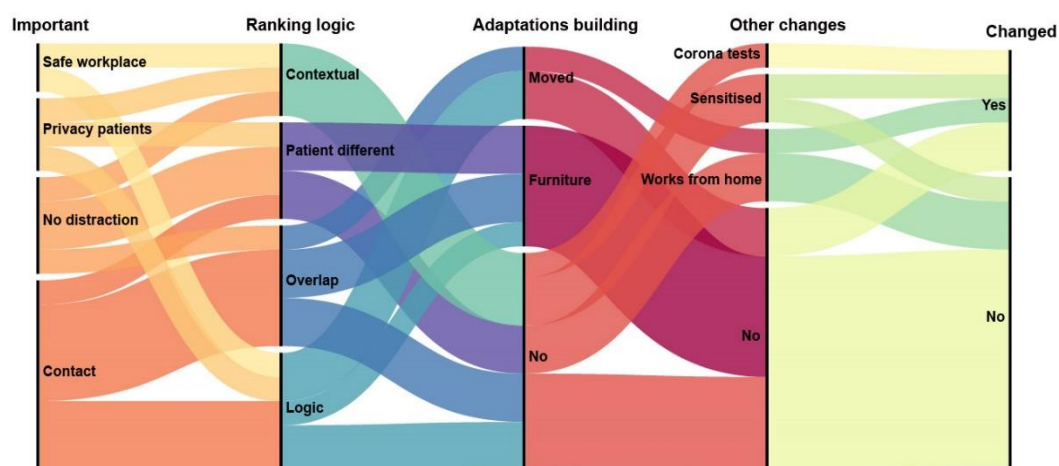 Important
Ranking logic
Adaptations building
Other changes
Changed
Safe workplace
Privacy patients
No distraction
Contact
Contextual
Patient different
Overlap
Logic
Moved
Furniture
No
Corona tests
Sensitised
Works from home
No
Yes
No